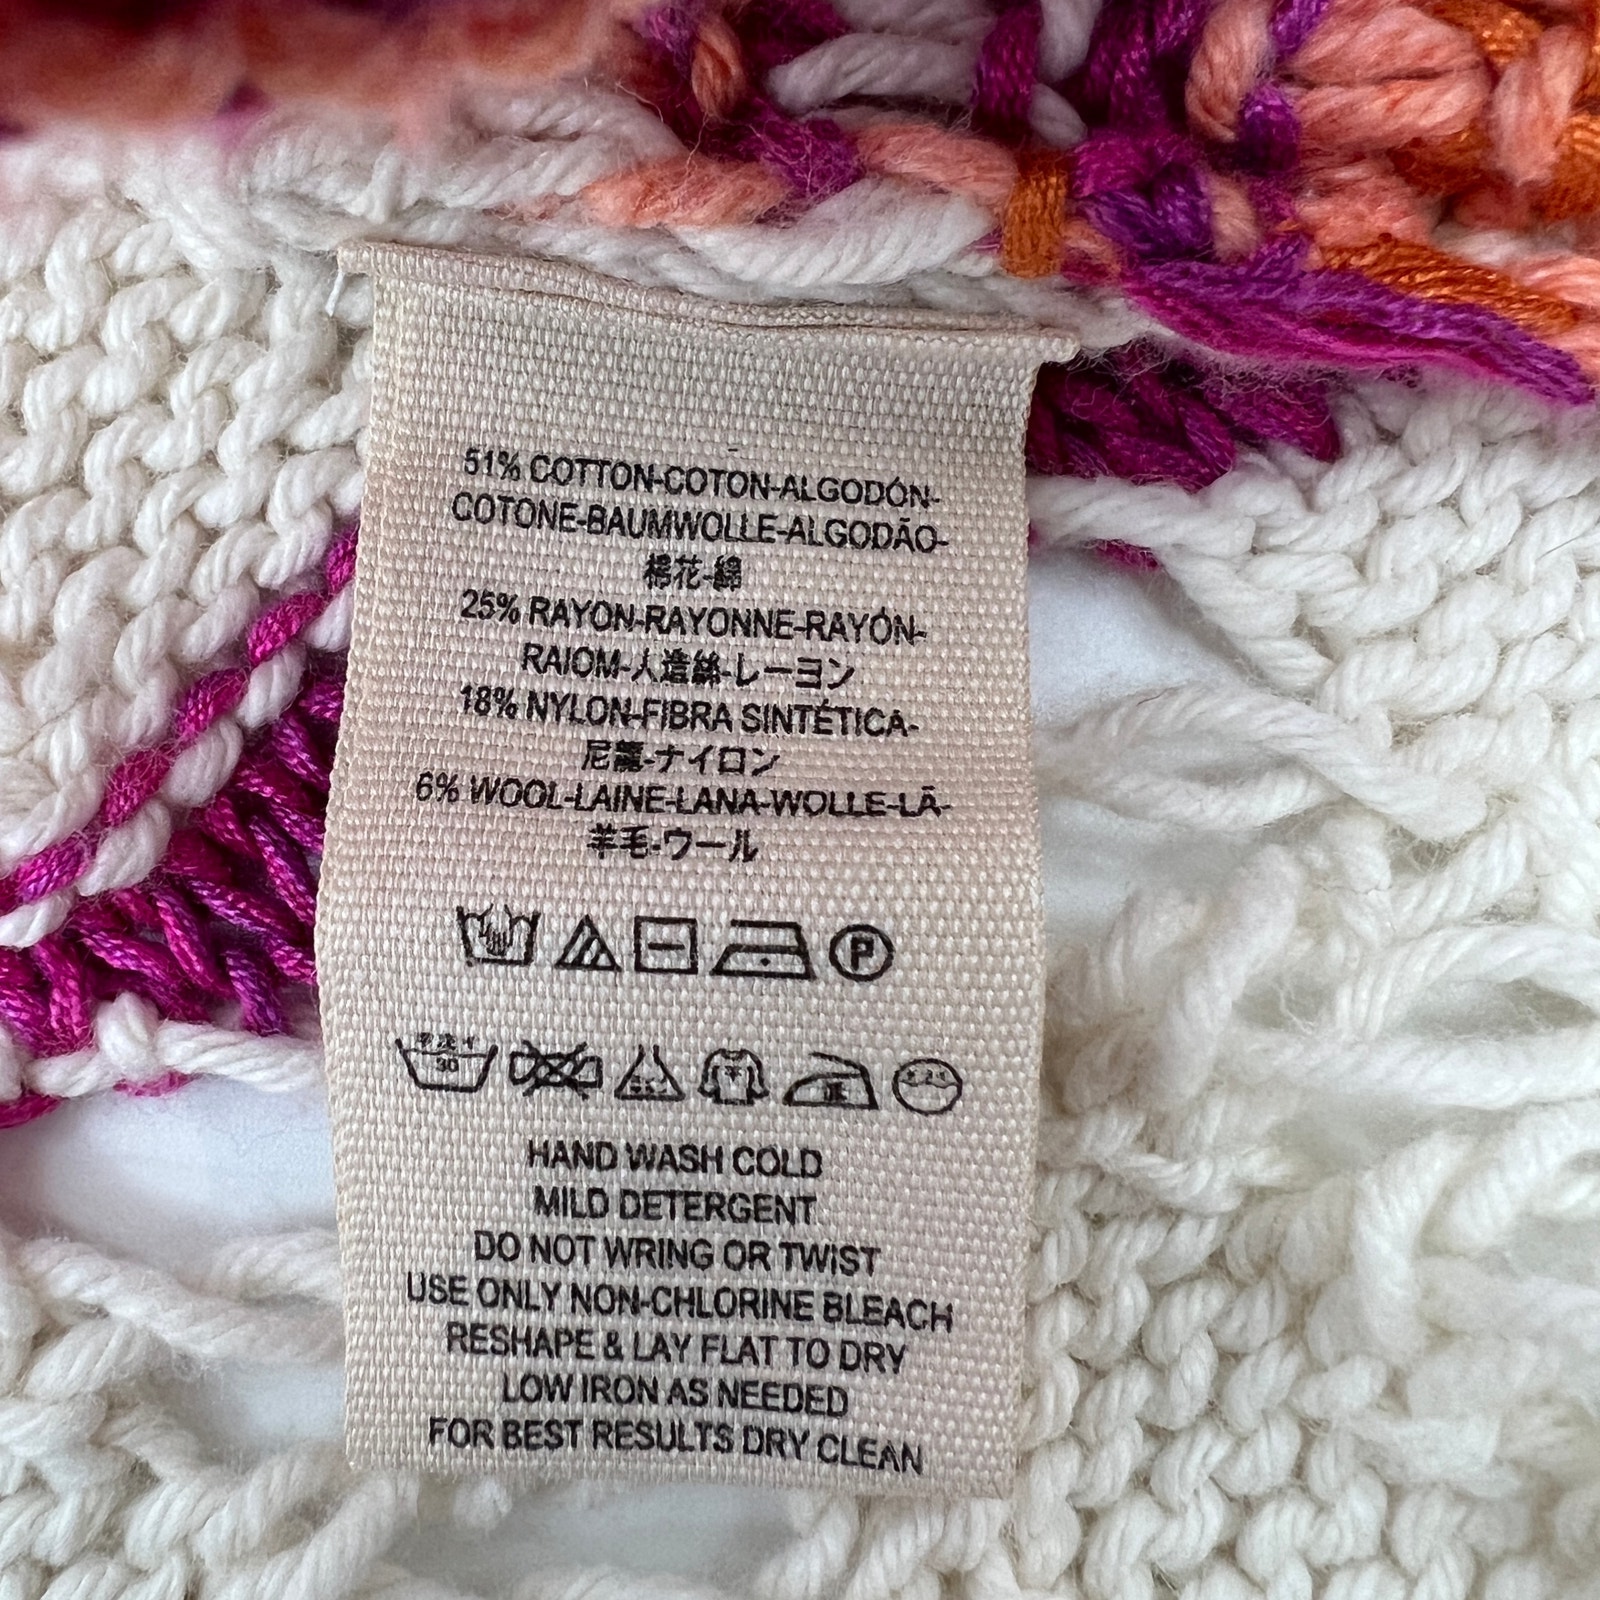 51% COTTON-COTON-ALGODÓN-
COTONE-BAUMWOLLE-ALGODÃO-
棉花-綿
25% RAYON-RAYONNE-RAYÓN-
RAIOM-人造絲-レーヨン
18% NYLON-FIBRA SINTÉTICA-
尼龍-ナイロン
6% WOOL-LAINE-LANA-WOLLE-LÃ-
羊毛-ウール
P
30
HAND WASH COLD
MILD DETERGENT
DO NOT WRING OR TWIST
USE ONLY NON-CHLORINE BLEACH
RESHAPE & LAY FLAT TO DRY
LOW IRON AS NEEDED
FOR BEST RESULTS DRY CLEAN